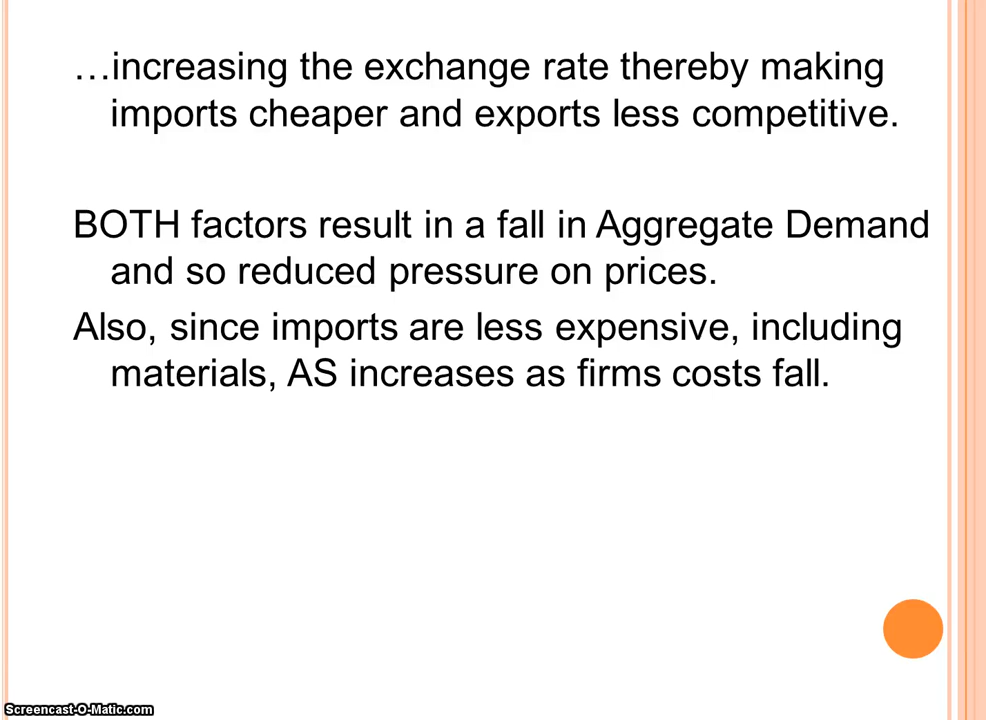 …increasing the exchange rate thereby making
imports cheaper and exports less competitive.
BOTH factors result in a fall in Aggregate Demand
and so reduced pressure on prices.
Also, since imports are less expensive, including
materials, AS increases as firms costs fall.
Screencast-O-Matic.com